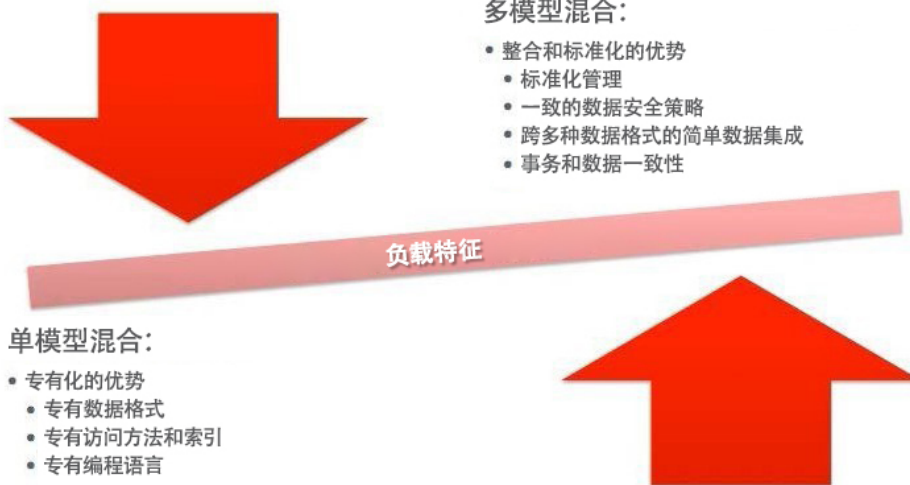 多模型混合：
• 整合和标准化的优势
• 标准化管理
• 一致的数据安全策略
• 跨多种数据格式的简单数据集成
• 事务和数据一致性
负载特征
单模型混合：
• 专有化的优势
• 专有数据格式
• 专有访问方法和索引
• 专有编程语言